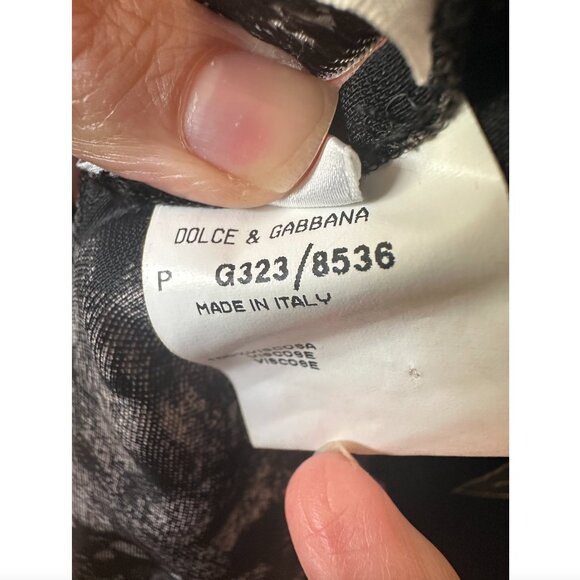 DOLCE & GABBANA
P G323/8536
MADE IN ITALY
VISCOSA
VISCOSE
VISCOSE